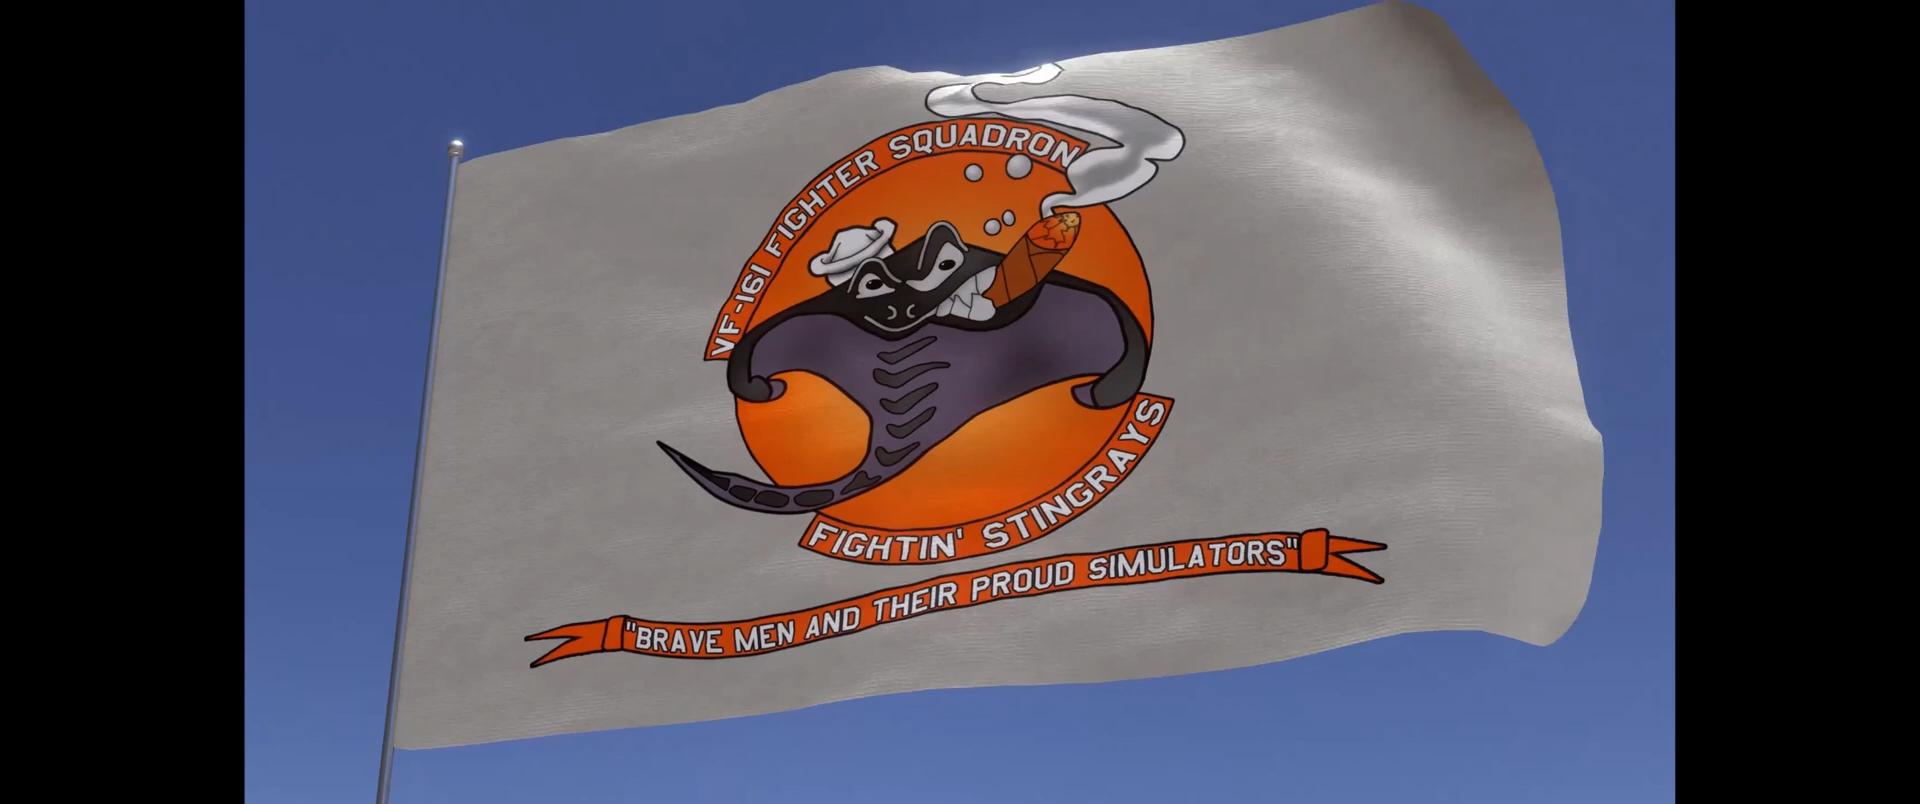 VF-161 FIGHTER SQUADRON
FIGHTIN' STINGRAYS
"BRAVE MEN AND THEIR PROUD SIMULATORS"